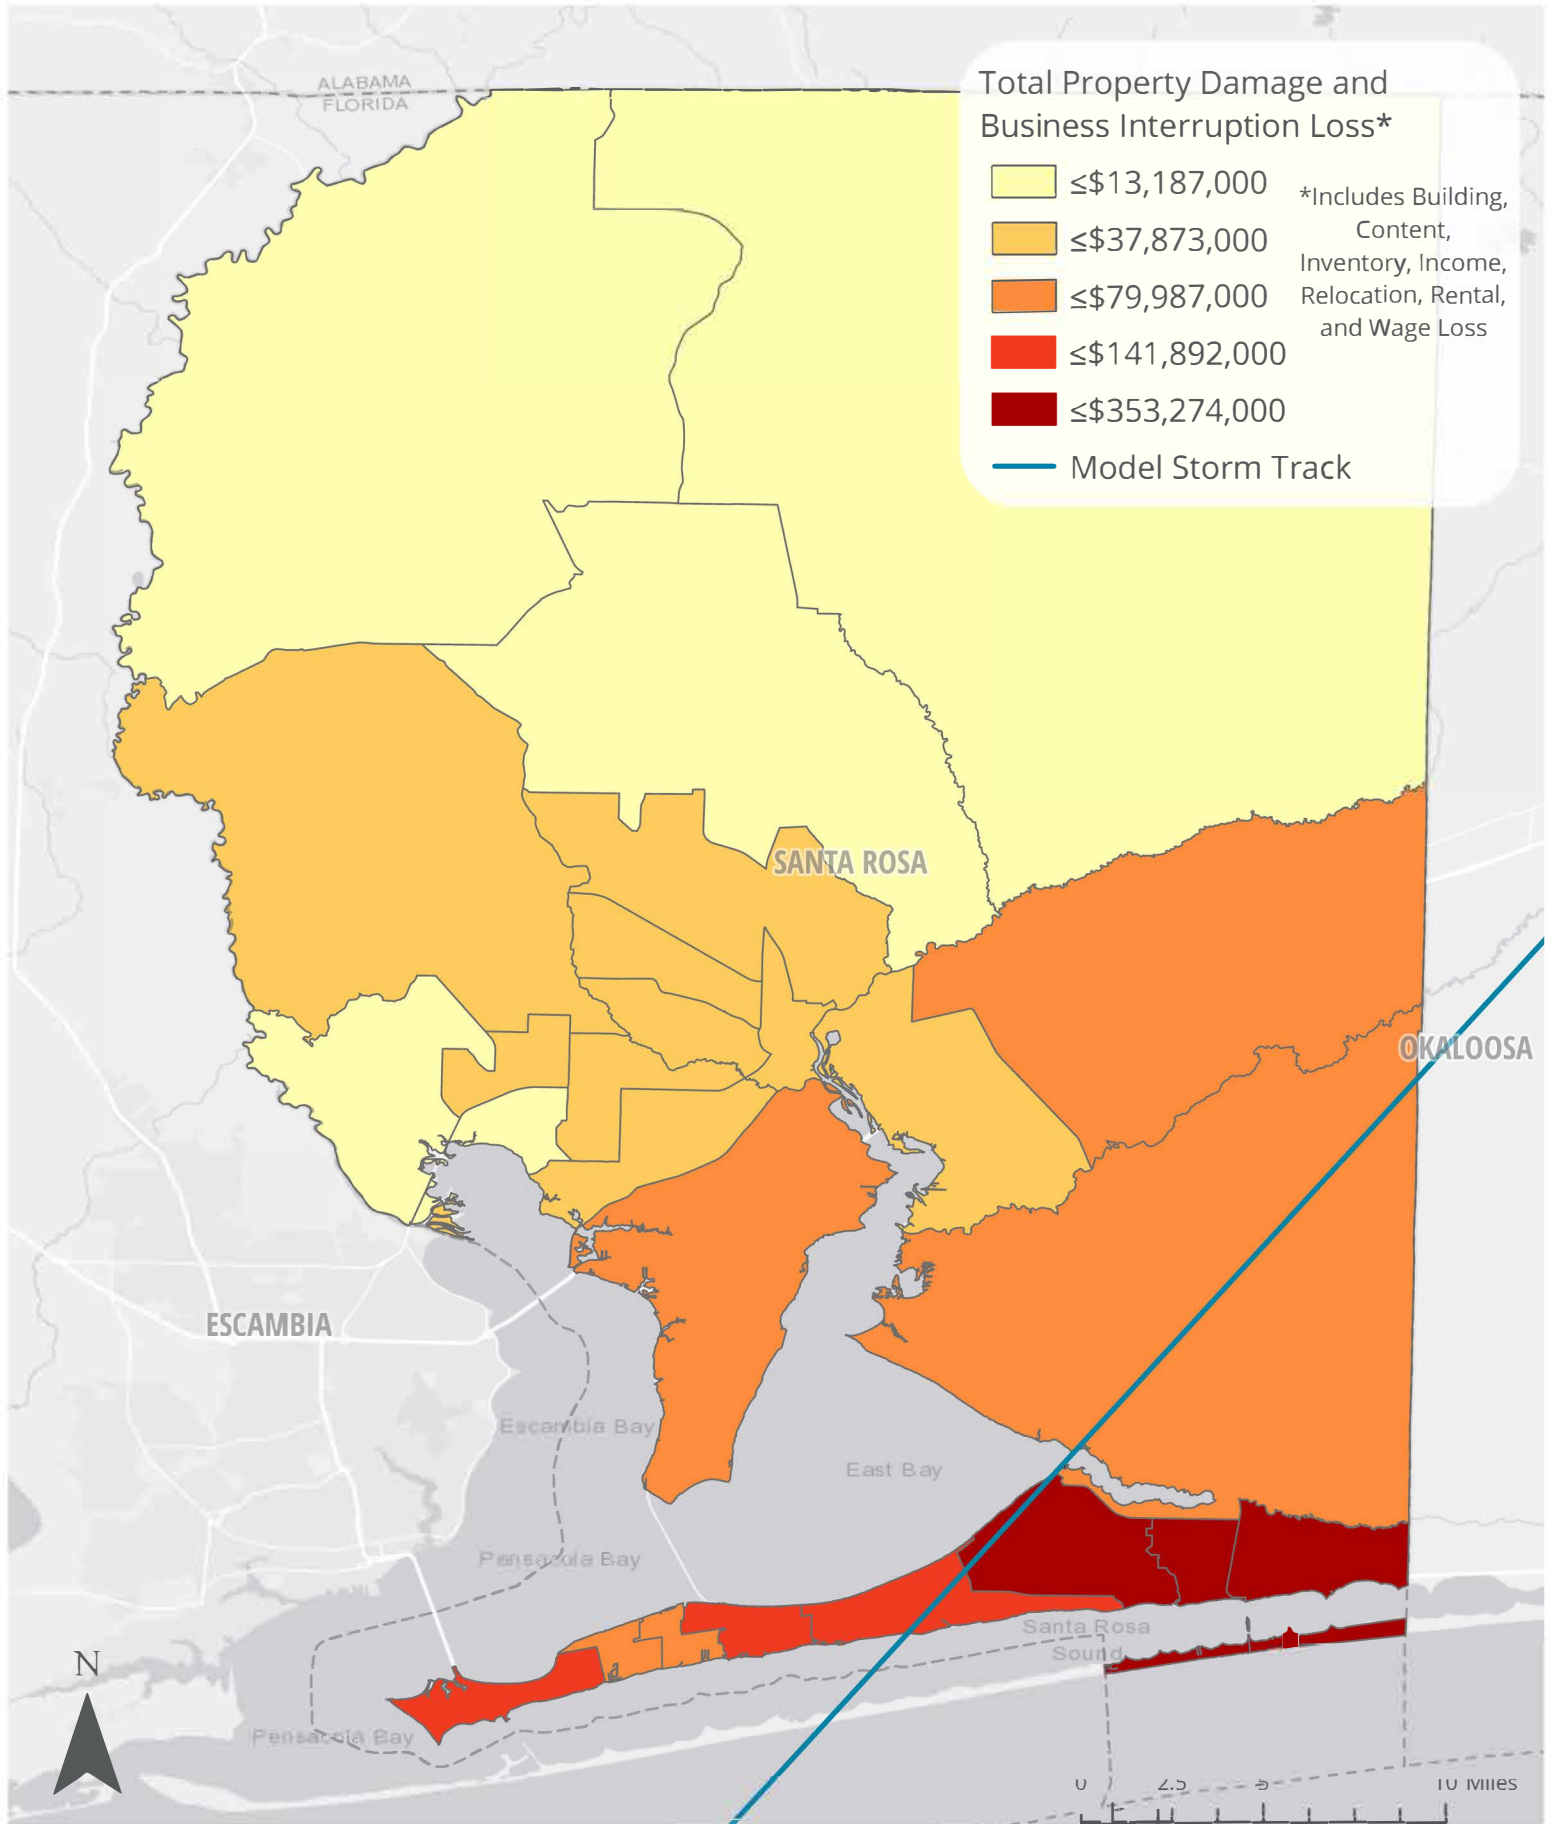 ALABAMA
FLORIDA
Total Property Damage and
Business Interruption Loss*
≤$13,187,000
≤$37,873,000
≤$79,987,000
≤$141,892,000
≤$353,274,000
Model Storm Track
*Includes Building,
Content,
Inventory, Income,
Relocation, Rental,
and Wage Loss
SANTA ROSA
OKALOOSA
ESCAMBIA
Escambia Bay
East Bay
Pensacola Bay
Santa Rosa
Sound
N
Pensacola Bay
0 2.5 5 10 Miles